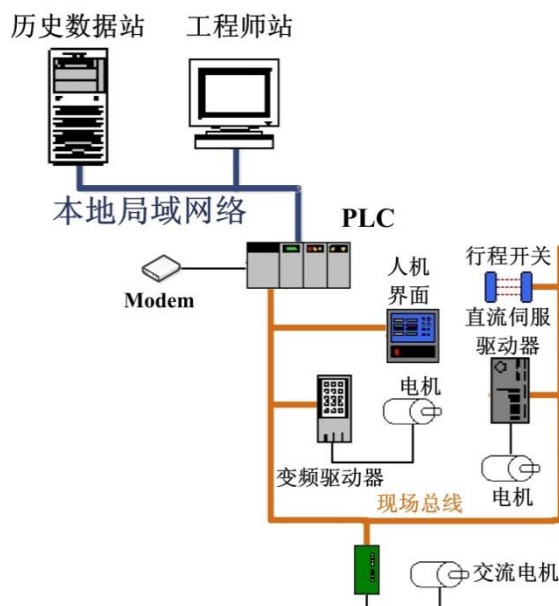 历史数据站
工程师站
本地局域网络
PLC
Modem
人机
界面
行程开关
直流伺服
驱动器
电机
变频驱动器
电机
现场总线
交流电机